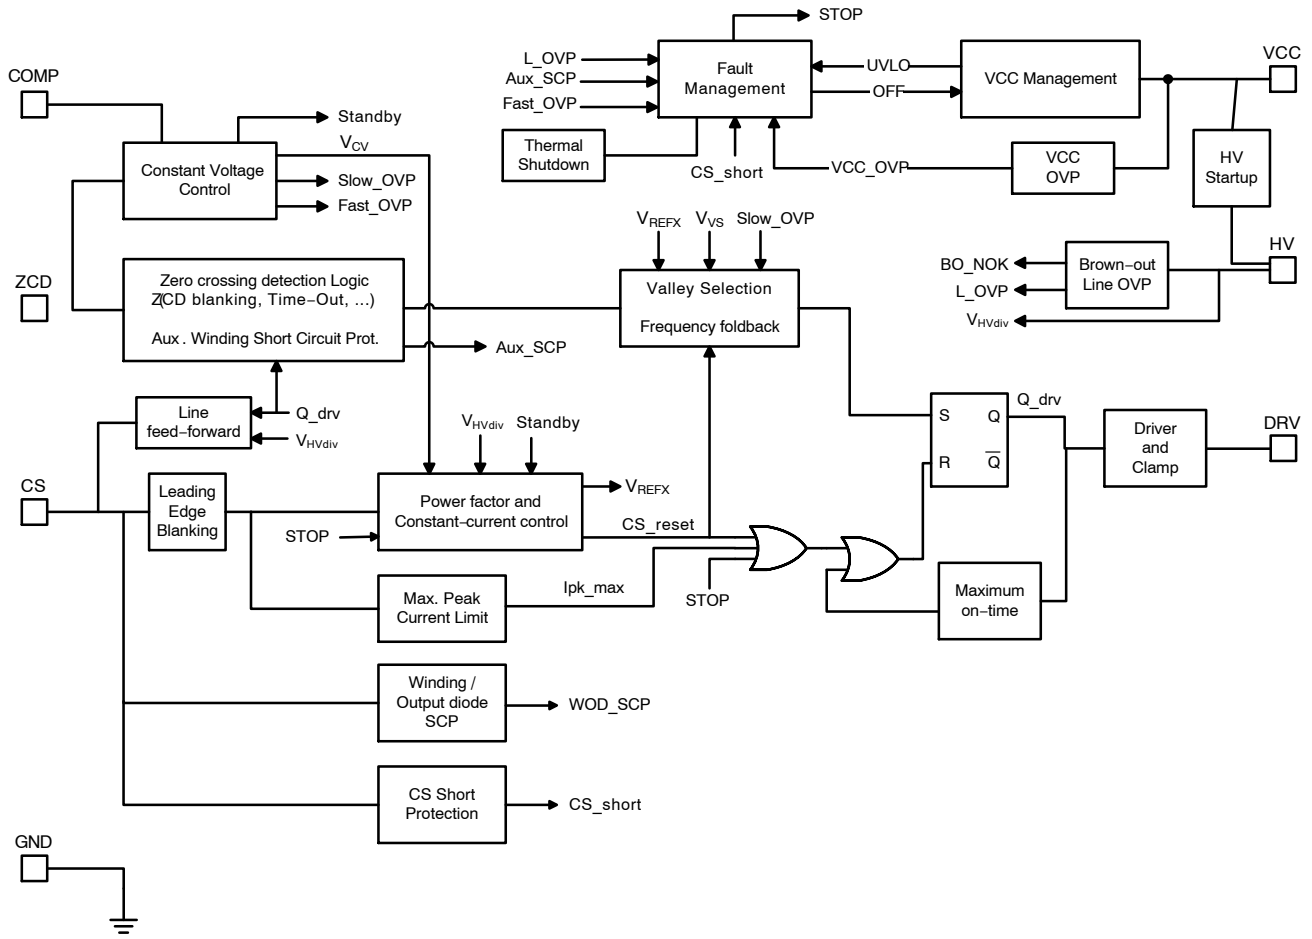 STOP
L_OVP
Aux_SCP
Fast_OVP
Fault
Management
UVLO
OFF
VCC Management
VCC
COMP
Standby
VCV
Constant Voltage
Control
Slow_OVP
Fast_OVP
Thermal
Shutdown
CS_short
VCC_OVP
VCC
OVP
HV
Startup
VREFX
VVS
Slow_OVP
HV
ZCD
Zero crossing detection Logic
Z(CD blanking, Time−Out, ...)
Aux . Winding Short Circuit Prot.
Aux_SCP
Valley Selection
Frequency foldback
BO_NOK
L_OVP
VHVdiv
Brown−out
Line OVP
Line
feed−forward
Q_drv
VHVdiv
VHVdiv
Standby
S
R
Q
Q
Q_drv
Driver
and
Clamp
DRV
CS
Leading
Edge
Blanking
STOP
Power factor and
Constant−current control
VREFX
CS_reset
Max. Peak
Current Limit
Ipk_max
STOP
Maximum
on−time
Winding /
Output diode
SCP
WOD_SCP
CS Short
Protection
CS_short
GND